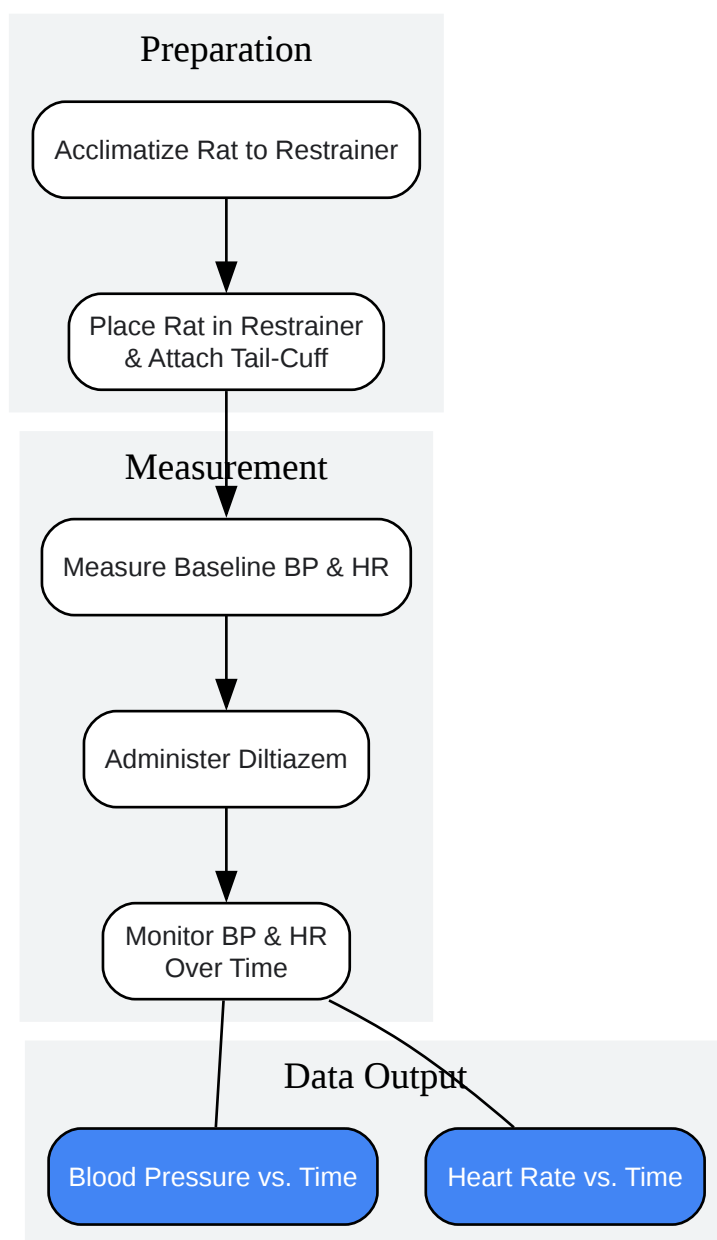 Preparation
Acclimatize Rat to Restrainer
Place Rat in Restrainer
& Attach Tail-Cuff
Measurement
Measure Baseline BP & HR
Administer Diltiazem
Monitor BP & HR
Over Time
Data Output
Blood Pressure vs. Time
Heart Rate vs. Time